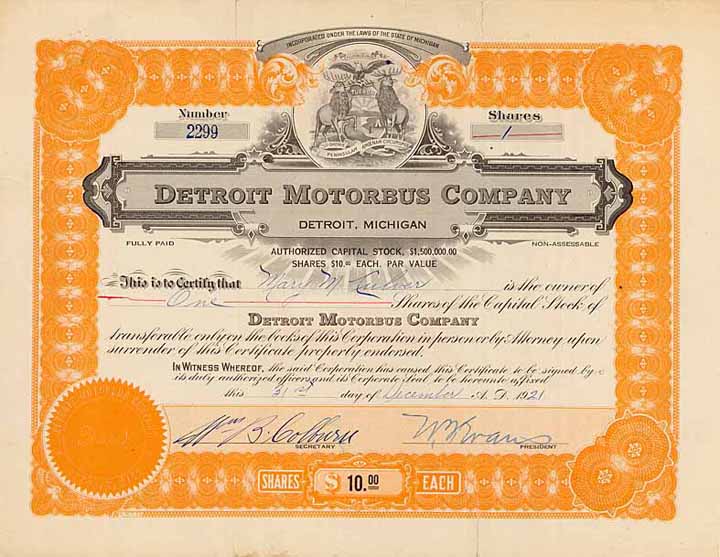 INCORPORATED UNDER THE LAWS OF THE STATE OF MICHIGAN
TUEBOR
Number
2299
Shares
1
DETROIT MOTORBUS COMPANY
DETROIT, MICHIGAN
FULLY PAID
NON-ASSESSABLE
AUTHORIZED CAPITAL STOCK, $1,500,000.00
SHARES $10.00 EACH, PAR VALUE
This is to Certify that Mary M. is the owner of
One Shares of the Capital Stock of
DETROIT MOTORBUS COMPANY
transferable only on the books of this Corporation in person or by Attorney upon
surrender of this Certificate properly endorsed.
IN WITNESS WHEREOF, the said Corporation has caused this Certificate to be signed by
its duly authorized officers and its Corporate Seal to be hereunto affixed
this 31st day of December A. D. 1921
Wm B. Colburn
SECRETARY
PRESIDENT
SHARES $10.00 EACH